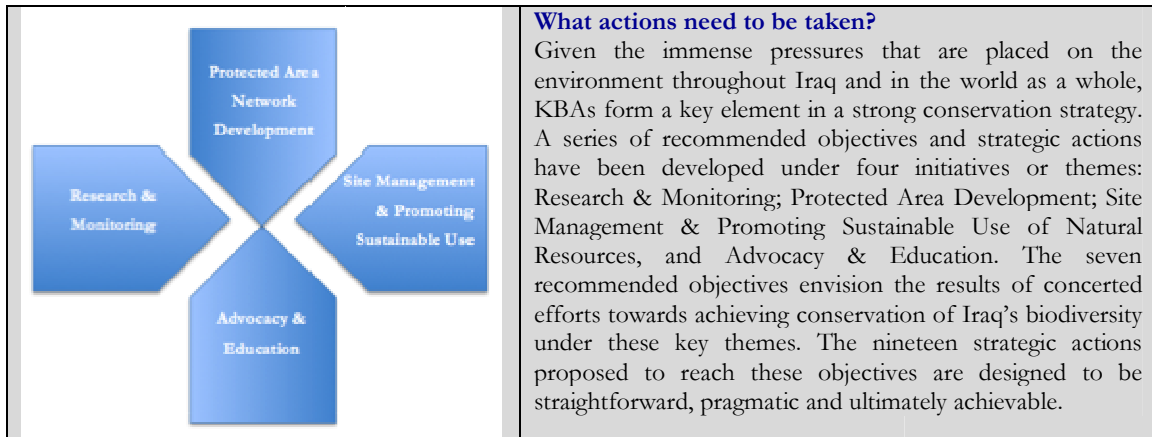 Protected Area
Network
Development
Research &
Monitoring
Site Management
& Promoting
Sustainable Use
Advocacy &
Education
What actions need to be taken?
Given the immense pressures that are placed on the
environment throughout Iraq and in the world as a whole,
KBAs form a key element in a strong conservation strategy.
A series of recommended objectives and strategic actions
have been developed under four initiatives or themes:
Research & Monitoring; Protected Area Development; Site
Management & Promoting Sustainable Use of Natural
Resources, and Advocacy & Education. The seven
recommended objectives envision the results of concerted
efforts towards achieving conservation of Iraq's biodiversity
under these key themes. The nineteen strategic actions
proposed to reach these objectives are designed to be
straightforward, pragmatic and ultimately achievable.